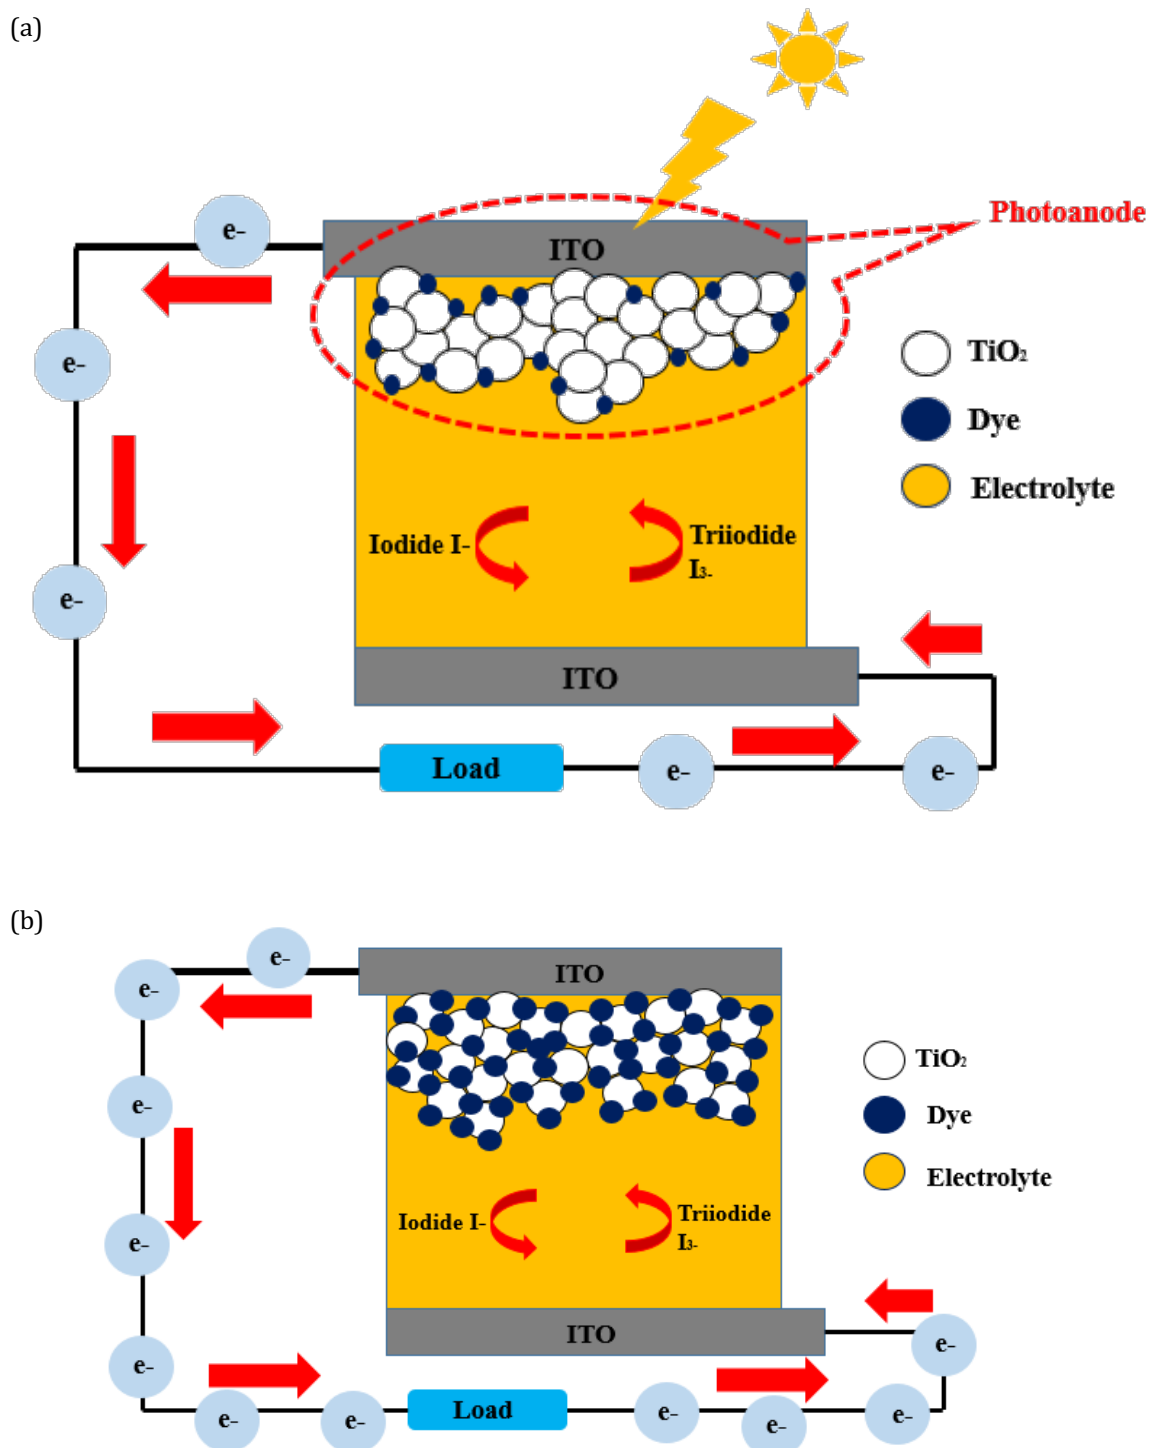 (a)
e-
ITO
Photoanode
e-
TiO₂
Dye
Electrolyte
Iodide I-
Triiodide
I₃-
e-
ITO
Load
e-
e-
(b)
e-
ITO
e-
TiO₂
e-
Dye
Electrolyte
Iodide I-
Triiodide
I₃-
e-
ITO
e-
e-
Load
e-
e-
e-
e-
e-